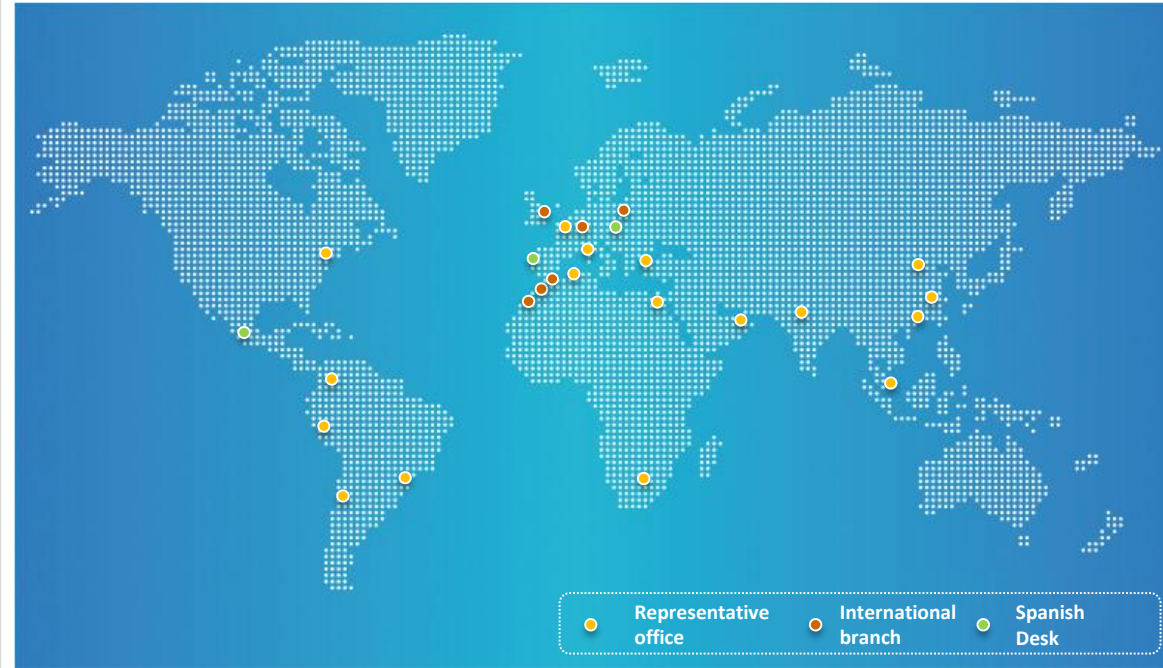 Representative
office
International
branch
Spanish
Desk